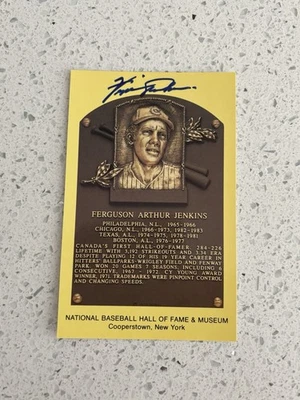 FERGUSON ARTHUR JENKINS
PHILADELPHIA, N.L., 1965-1966
CHICAGO, N.L., 1966-1973, 1982-1983
TEXAS, A.L., 1974-1975, 1978-1981
BOSTON, A.L., 1976-1977
CANADA'S FIRST HALL-OF-FAMER. 284-226
LIFETIME WITH 3,192 STRIKEOUTS AND 3.34 ERA
DESPITE PLAYING 12 OF HIS 19 YEAR CAREER IN
HITTERS' BALLPARKS-WRIGLEY FIELD AND FENWAY
PARK. WON 20 GAMES 7 SEASONS, INCLUDING 6
CONSECUTIVE, 1967 - 1972. CY YOUNG AWARD
WINNER, 1971. TRADEMARKS WERE PINPOINT CONTROL
AND CHANGING SPEEDS.
NATIONAL BASEBALL HALL OF FAME & MUSEUM
Cooperstown, New York